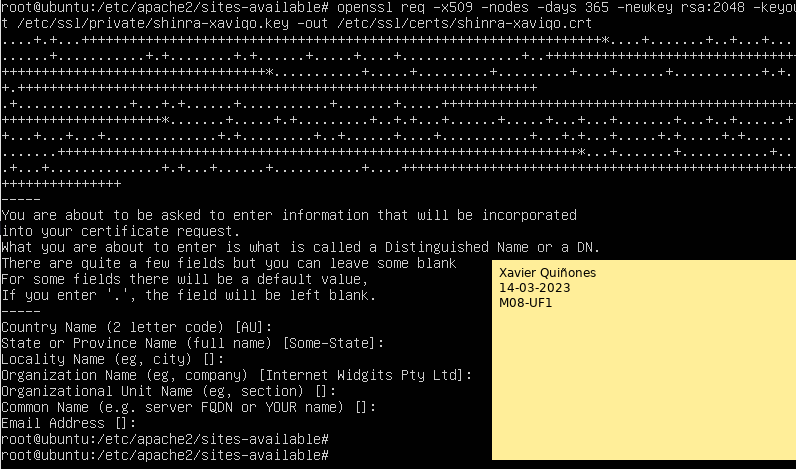 root@ubuntu:/etc/apache2/sites-available# openssl req -x509 -nodes -days 365 -newkey rsa:2048 -keyou
t /etc/ssl/private/shinra-xaviqo.key -out /etc/ssl/certs/shinra-xaviqo.crt
-----
You are about to be asked to enter information that will be incorporated
into your certificate request.
What you are about to enter is what is called a Distinguished Name or a DN.
There are quite a few fields but you can leave some blank
For some fields there will be a default value,
If you enter '.', the field will be left blank.
-----
Country Name (2 letter code) [AU]:
State or Province Name (full name) [Some-State]:
Locality Name (eg, city) []:
Organization Name (eg, company) [Internet Widgits Pty Ltd]:
Organizational Unit Name (eg, section) []:
Common Name (e.g. server FQDN or YOUR name) []:
Email Address []:
root@ubuntu:/etc/apache2/sites-available#
root@ubuntu:/etc/apache2/sites-available#
Xavier Quiñones
14-03-2023
M08-UF1